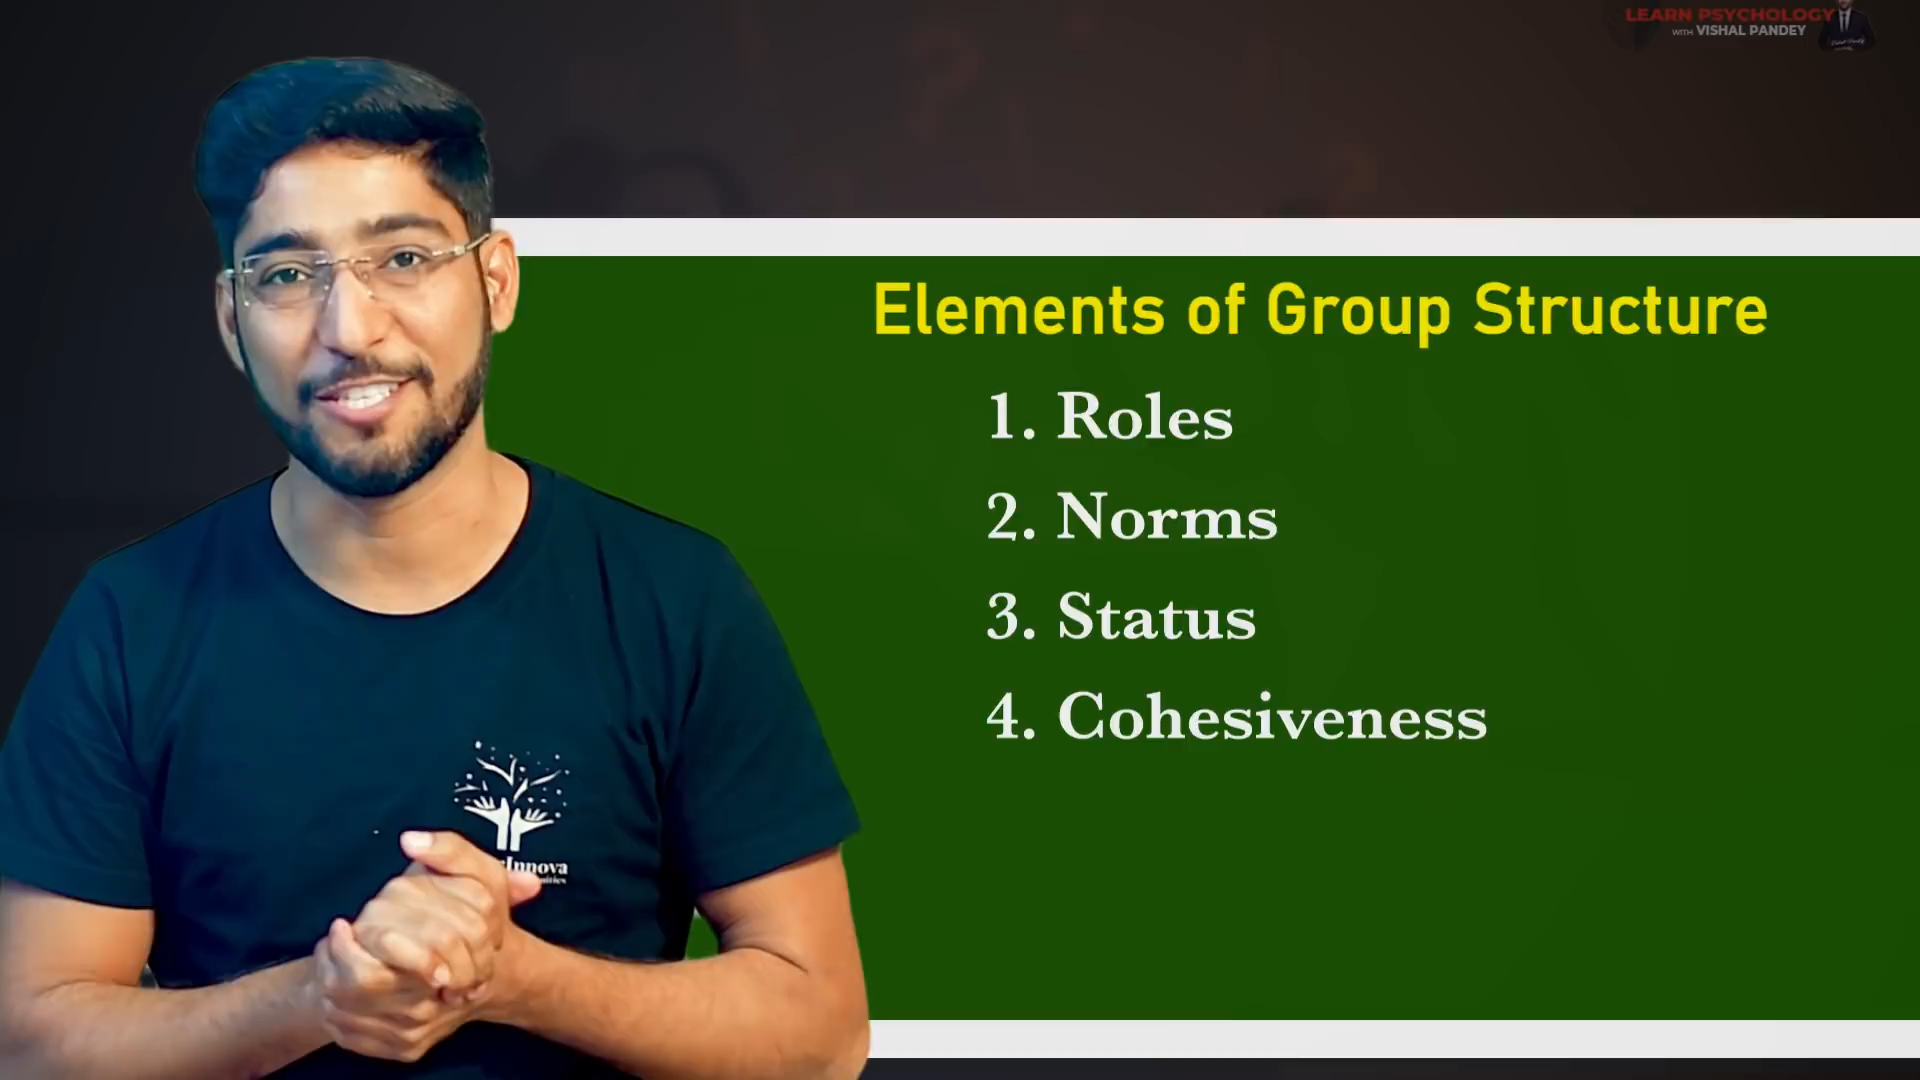 LEARN PSYCHOLOGY
WITH VISHAL PANDEY
Elements of Group Structure
1. Roles
2. Norms
3. Status
4. Cohesiveness